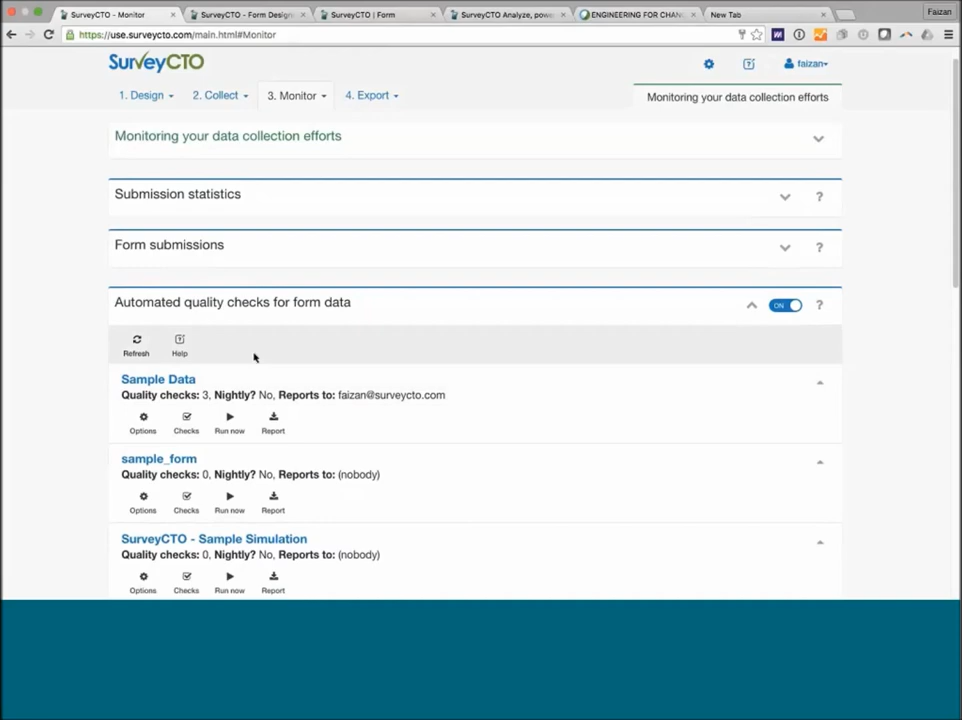 SurveyCTO - Monitor
SurveyCTO - Form Design
SurveyCTO | Form
SurveyCTO Analyze, pow
ENGINEERING FOR CHAN
New Tab
Faizan
https://use.surveycto.com/main.html#Monitor
SurveyCTO
faizan
1. Design
2. Collect
3. Monitor
4. Export
Monitoring your data collection efforts
Monitoring your data collection efforts
Submission statistics
?
Form submissions
?
Automated quality checks for form data
ON
?
Refresh
Help
Sample Data
Quality checks: 3, Nightly? No, Reports to: faizan@surveycto.com
Options
Checks
Run now
Report
sample_form
Quality checks: 0, Nightly? No, Reports to: (nobody)
Options
Checks
Run now
Report
SurveyCTO - Sample Simulation
Quality checks: 0, Nightly? No, Reports to: (nobody)
Options
Checks
Run now
Report